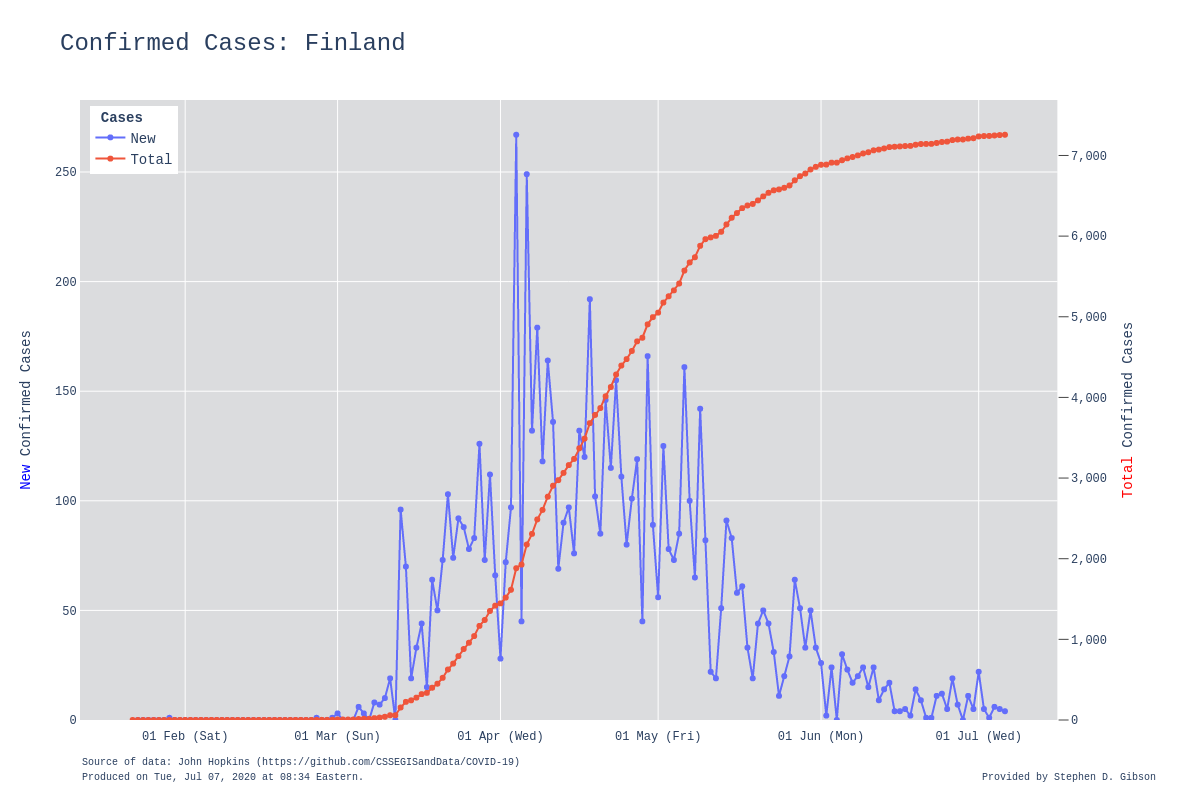 Confirmed Cases: Finland
Cases
New
Total
250
200
150
100
50
0
7,000
6,000
5,000
4,000
3,000
2,000
1,000
0
New Confirmed Cases
Total Confirmed Cases
01 Feb (Sat)
01 Mar (Sun)
01 Apr (Wed)
01 May (Fri)
01 Jun (Mon)
01 Jul (Wed)
Source of data: John Hopkins (https://github.com/CSSEGISandData/COVID-19)
Produced on Tue, Jul 07, 2020 at 08:34 Eastern.
Provided by Stephen D. Gibson